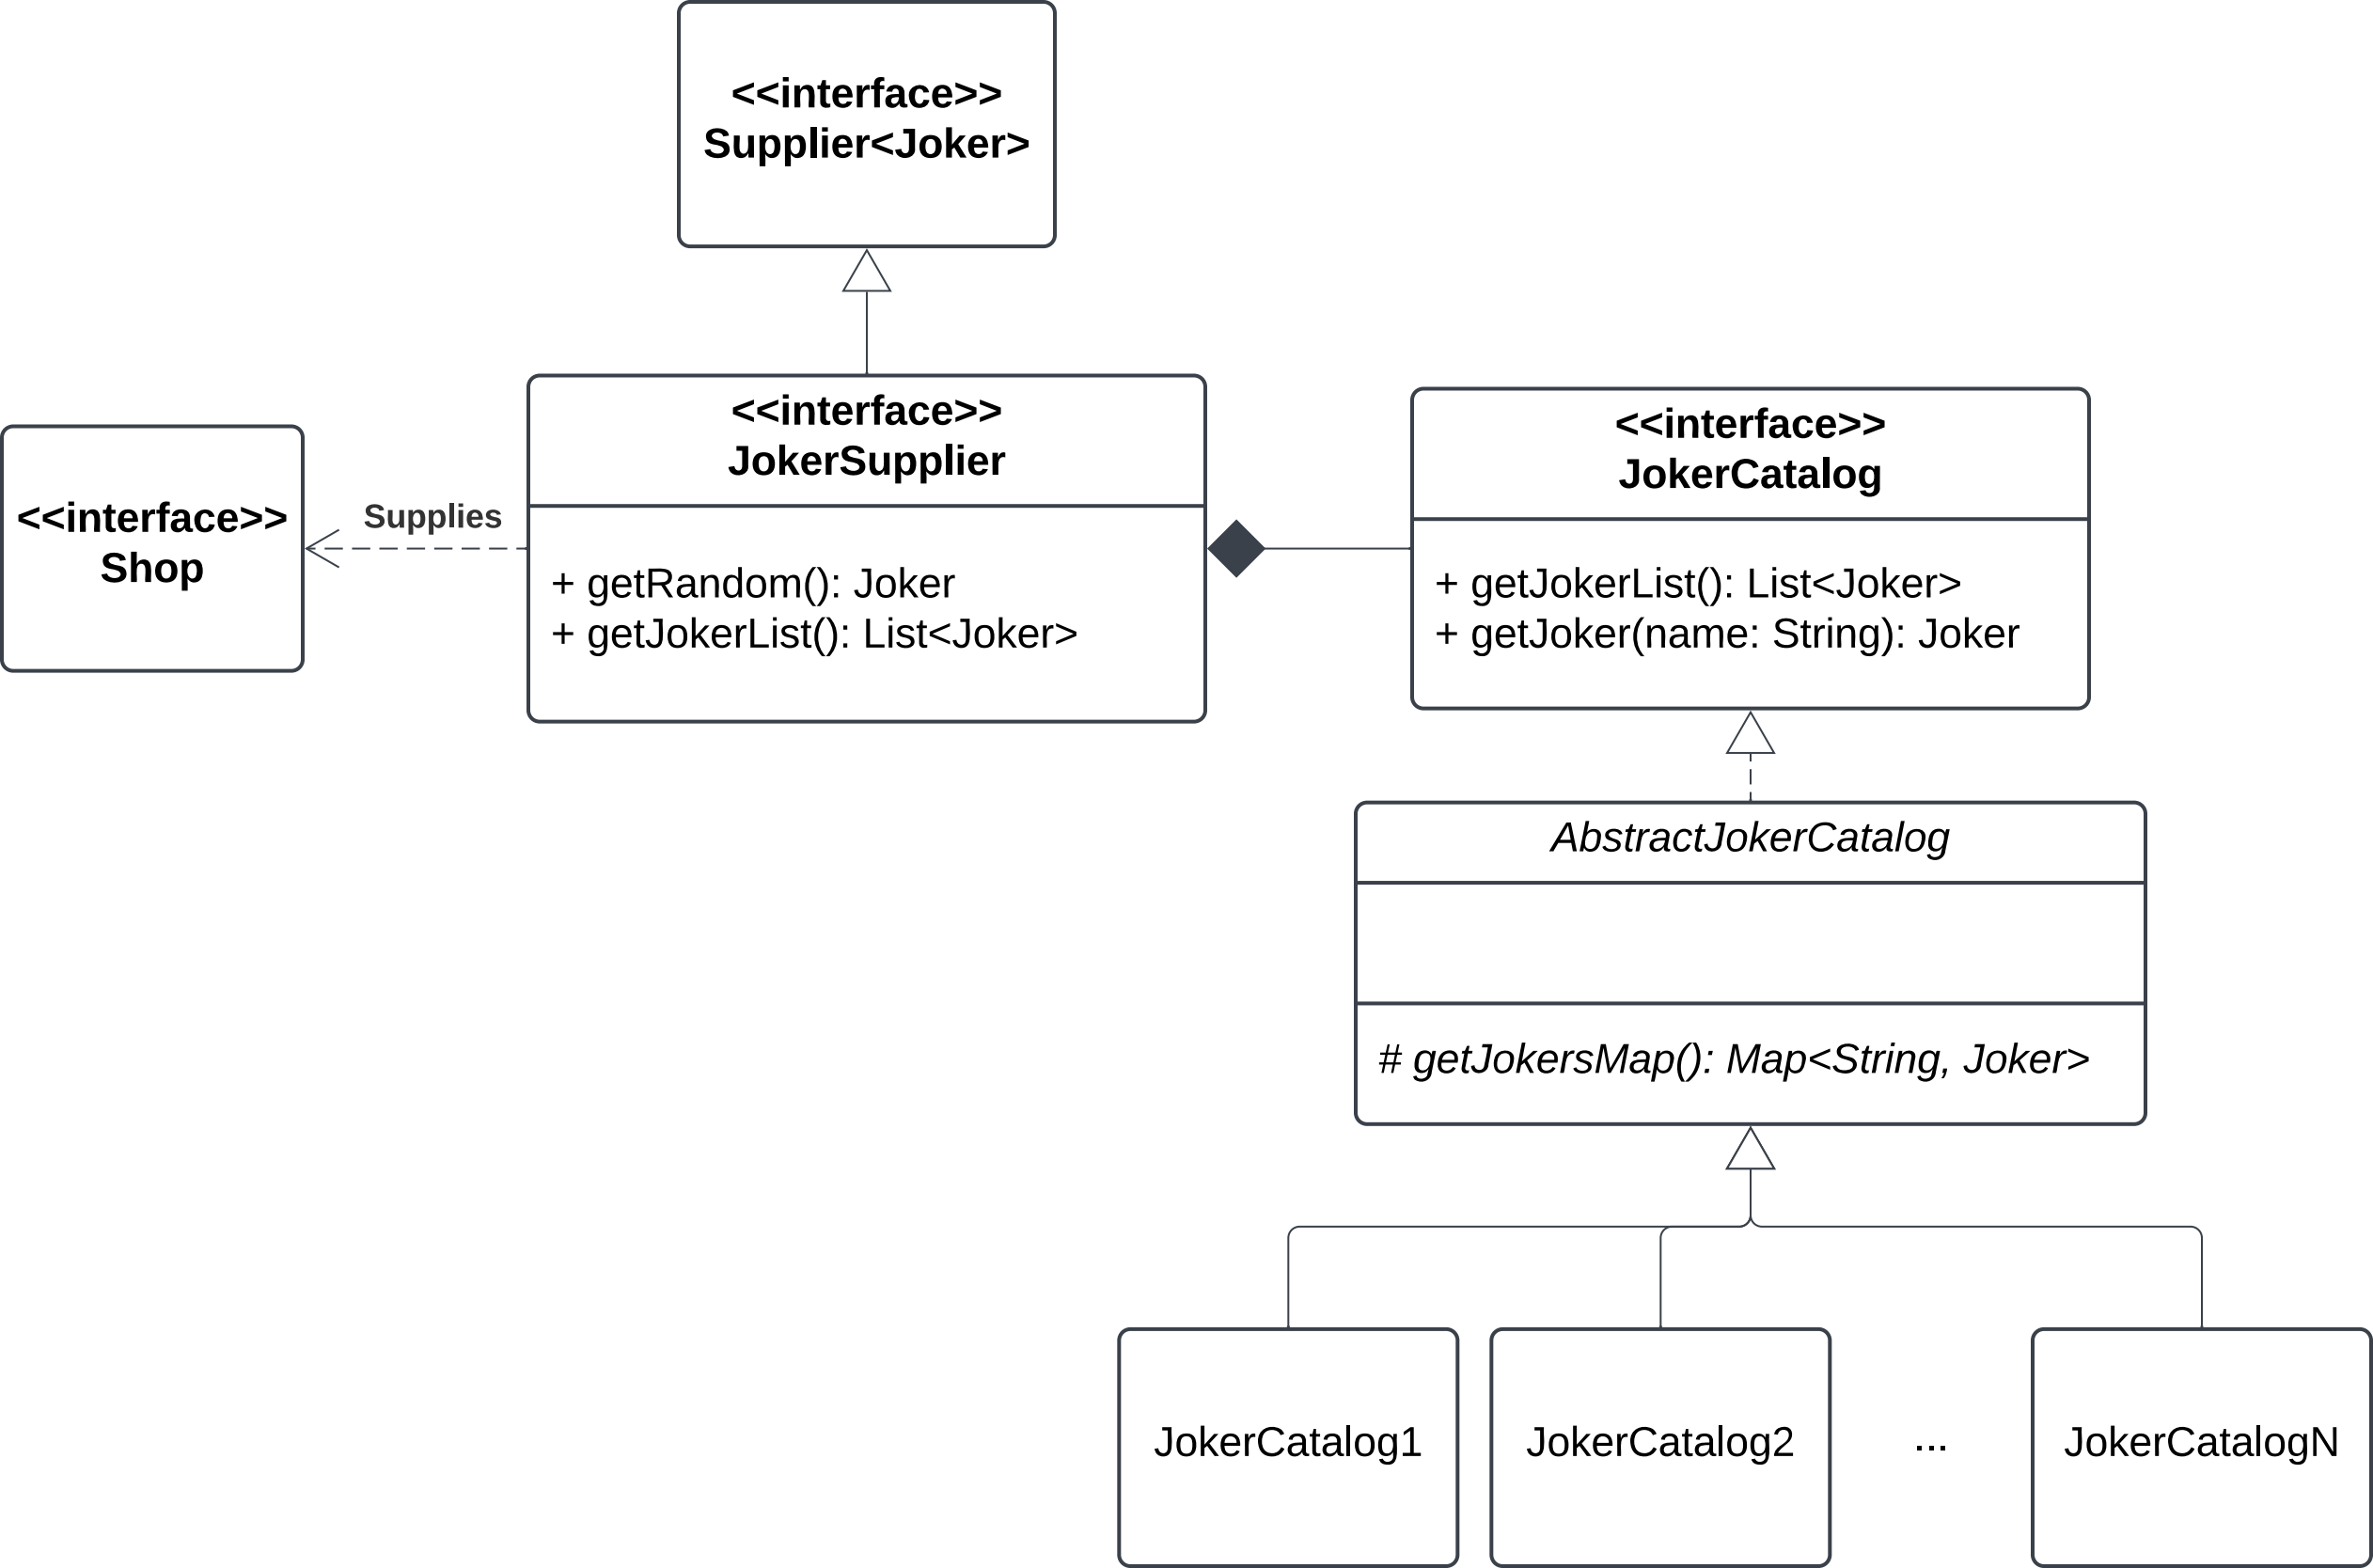 <<interface>>
Supplier<Joker>
<<interface>>
JokerSupplier
+ getRandom(): Joker
+ getJokerList(): List<Joker>
<<interface>>
JokerCatalog
+ getJokerList(): List<Joker>
+ getJoker(name: String): Joker
<<interface>>
Shop
Supplies
AbstractJokerCatalog
# getJokersMap(): Map<String, Joker>
JokerCatalog1
JokerCatalog2
...
JokerCatalogN